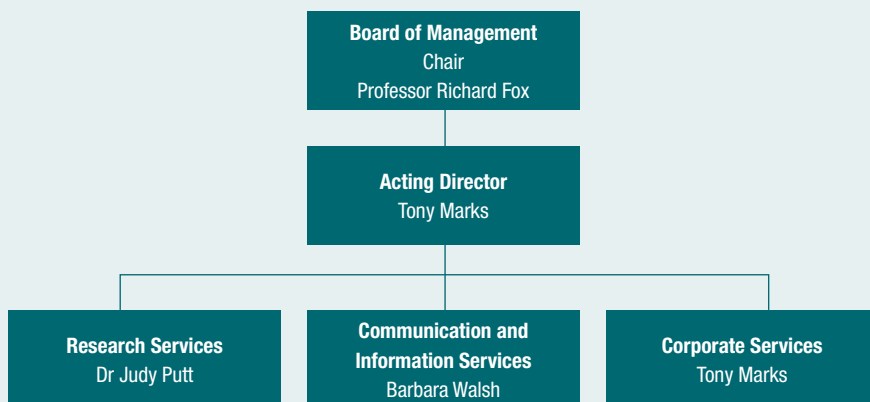 Board of Management
Chair
Professor Richard Fox
Acting Director
Tony Marks
Research Services
Dr Judy Putt
Communication and
Information Services
Barbara Walsh
Corporate Services
Tony Marks